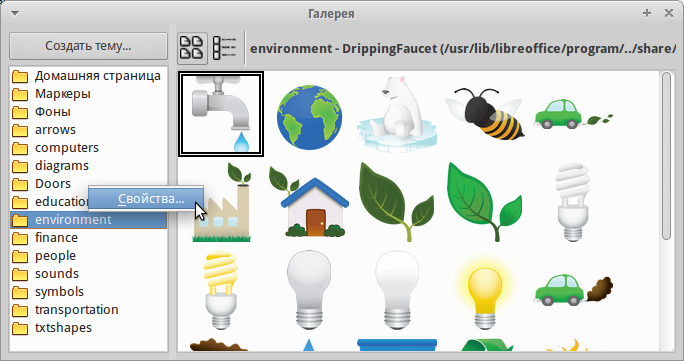 Галерея
Создать тему...
environment - DrippingFaucet (/usr/lib/libreoffice/program/../share/
Домашняя страница
Маркеры
Фоны
arrows
computers
diagrams
Doors
education
Свойства...
environment
finance
people
sounds
symbols
transportation
txtshapes